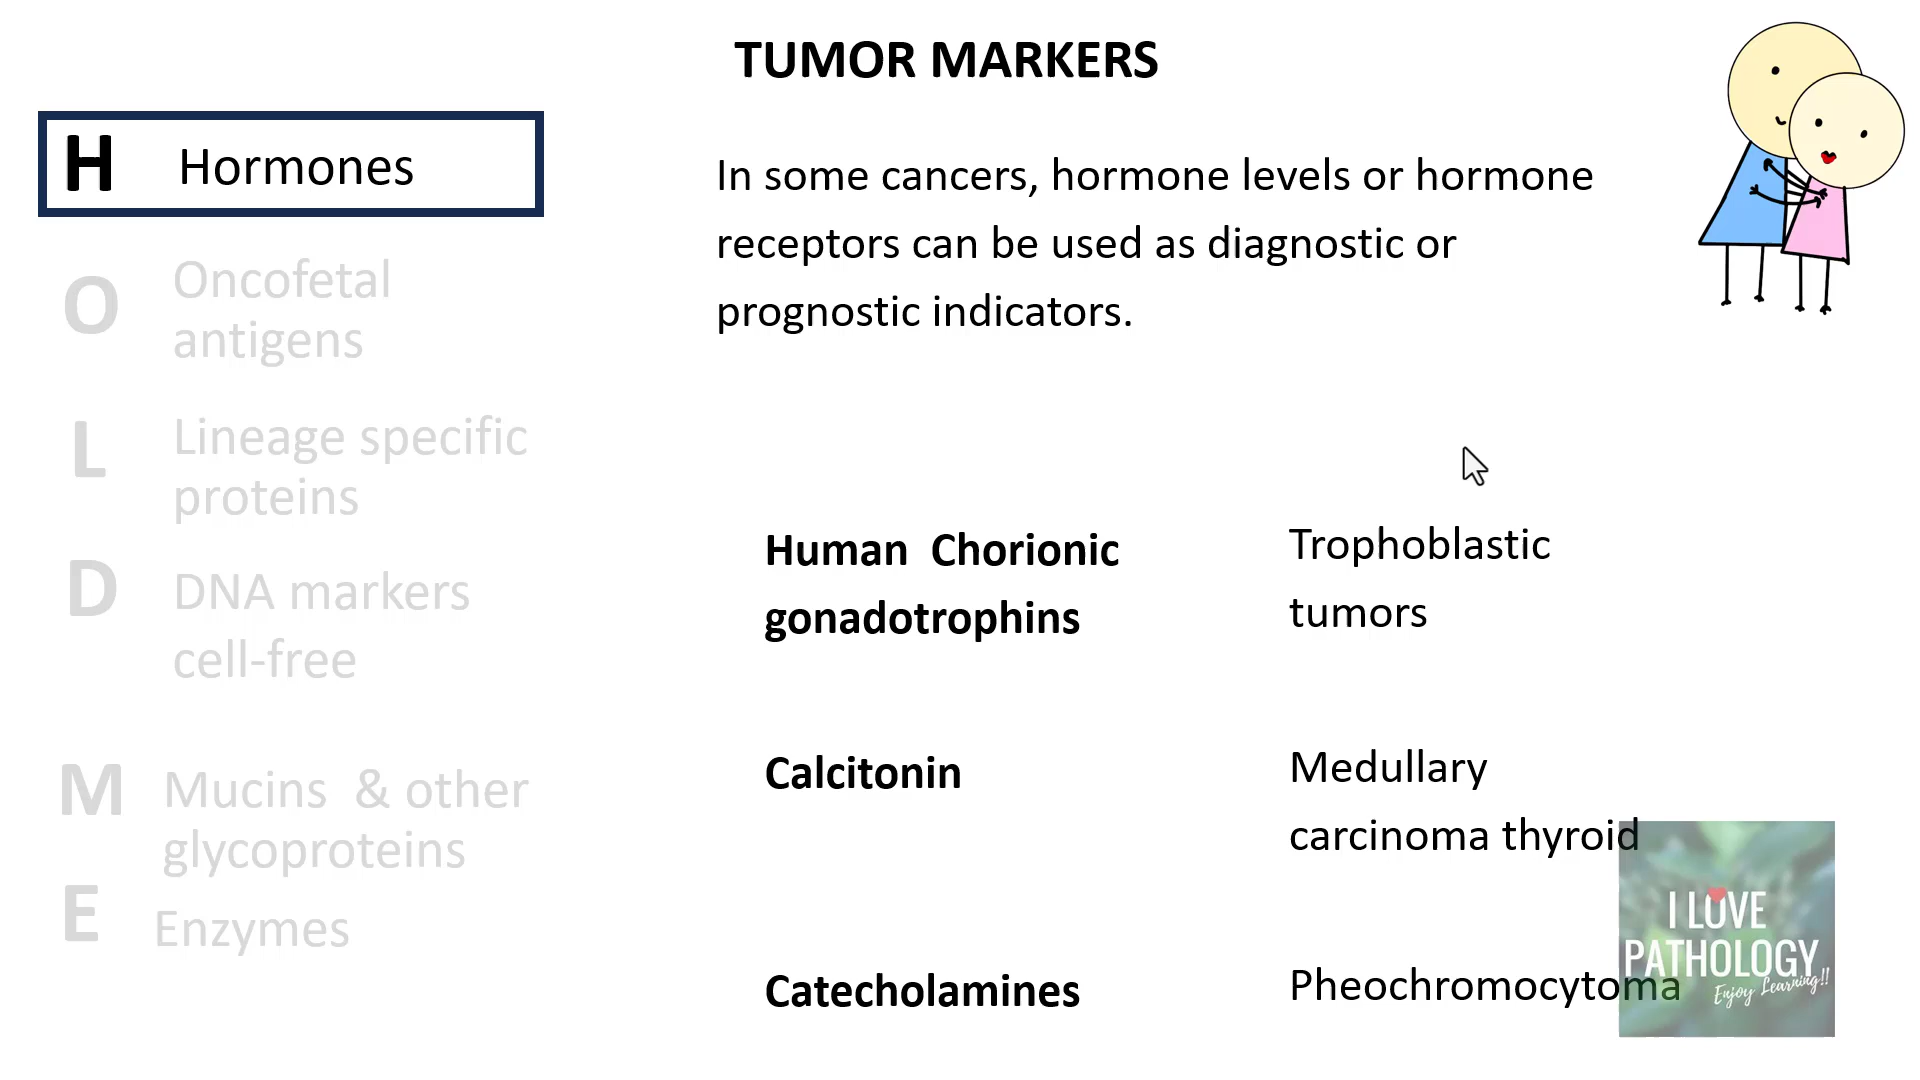 TUMOR MARKERS
H Hormones
O Oncofetal
antigens
L Lineage specific
proteins
D DNA markers
cell-free
M Mucins & other
glycoproteins
E Enzymes
In some cancers, hormone levels or hormone
receptors can be used as diagnostic or
prognostic indicators.
Human Chorionic
gonadotrophins
Trophoblastic
tumors
Calcitonin
Medullary
carcinoma thyroid
Catecholamines
Pheochromocytoma
I LOVE
PATHOLOGY
Enjoy Learning!!